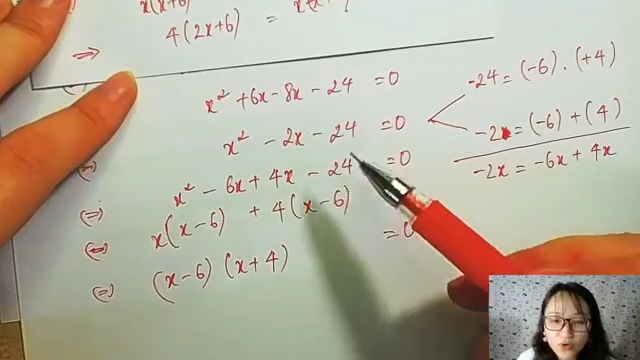 4(2x+6) =
⇒
x² + 6x - 8x - 24 = 0
x² - 2x - 24 = 0
⇒ x² - 6x + 4x - 24 = 0
⇔ x(x-6) + 4(x-6) = 0
⇔
⇒ (x-6)(x+4)
-24 = (-6) . (+4)
-2 = (-6) + (4)
-2x = -6x + 4x